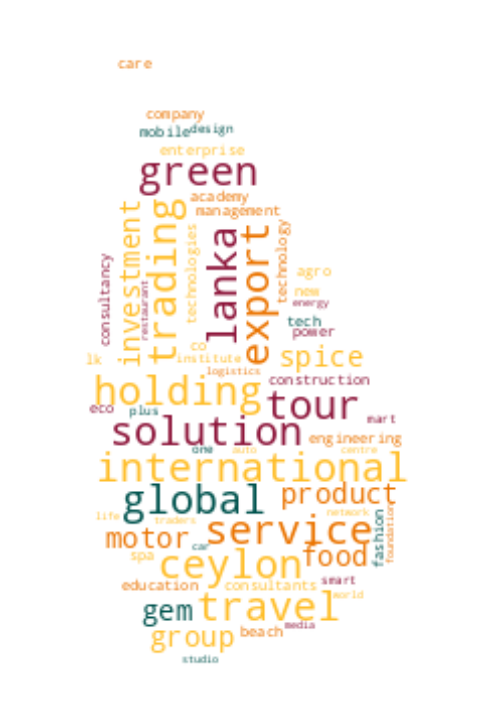 care
company
mobile
design
enterprise
green
academy
management
investment
trading
technologies
lanka
export
technology
consultancy
restaurant
agro
new
energy
tech
power
co
lk
institute
spice
logistics
construction
holding
tour
eco
plus
mart
solution
engineering
one
auto
centre
international
global
product
life
traders
network
service
motor
fashion
foundation
car
spa
ceylon
food
education
consultants
smart
world
gem
travel
media
group
beach
studio